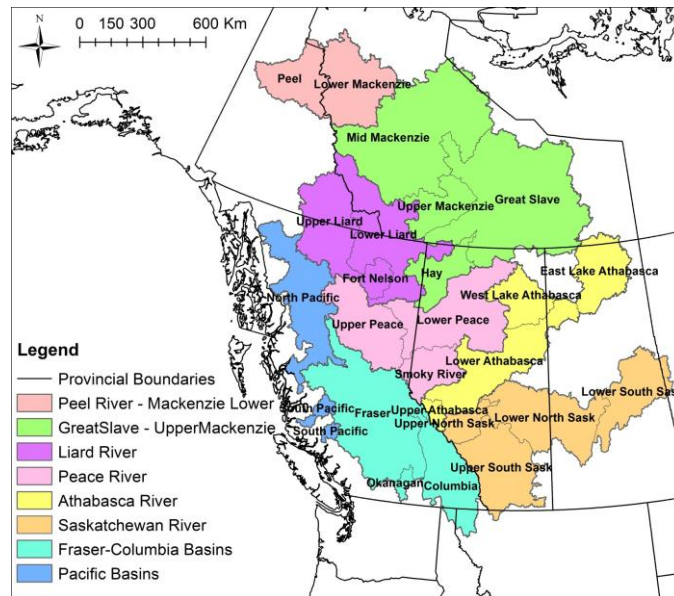 N
0 150 300 600 Km
Peel
Lower Mackenzie
Mid Mackenzie
Great Slave
Upper Mackenzie
Upper Liard
Lower Liard
Hay
Fort Nelson
East Lake Athabasca
West Lake Athabasca
North Pacific
Upper Peace
Lower Peace
Smoky River
Lower Athabasca
Lower South Sas
South Pacific
Fraser
Upper Athabasca
Lower North Sask
Upper North Sask
South Pacific
Upper South Sask
Okanagan
Columbia
Legend
Provincial Boundaries
Peel River - Mackenzie Lower
GreatSlave - UpperMackenzie
Liard River
Peace River
Athabasca River
Saskatchewan River
Fraser-Columbia Basins
Pacific Basins